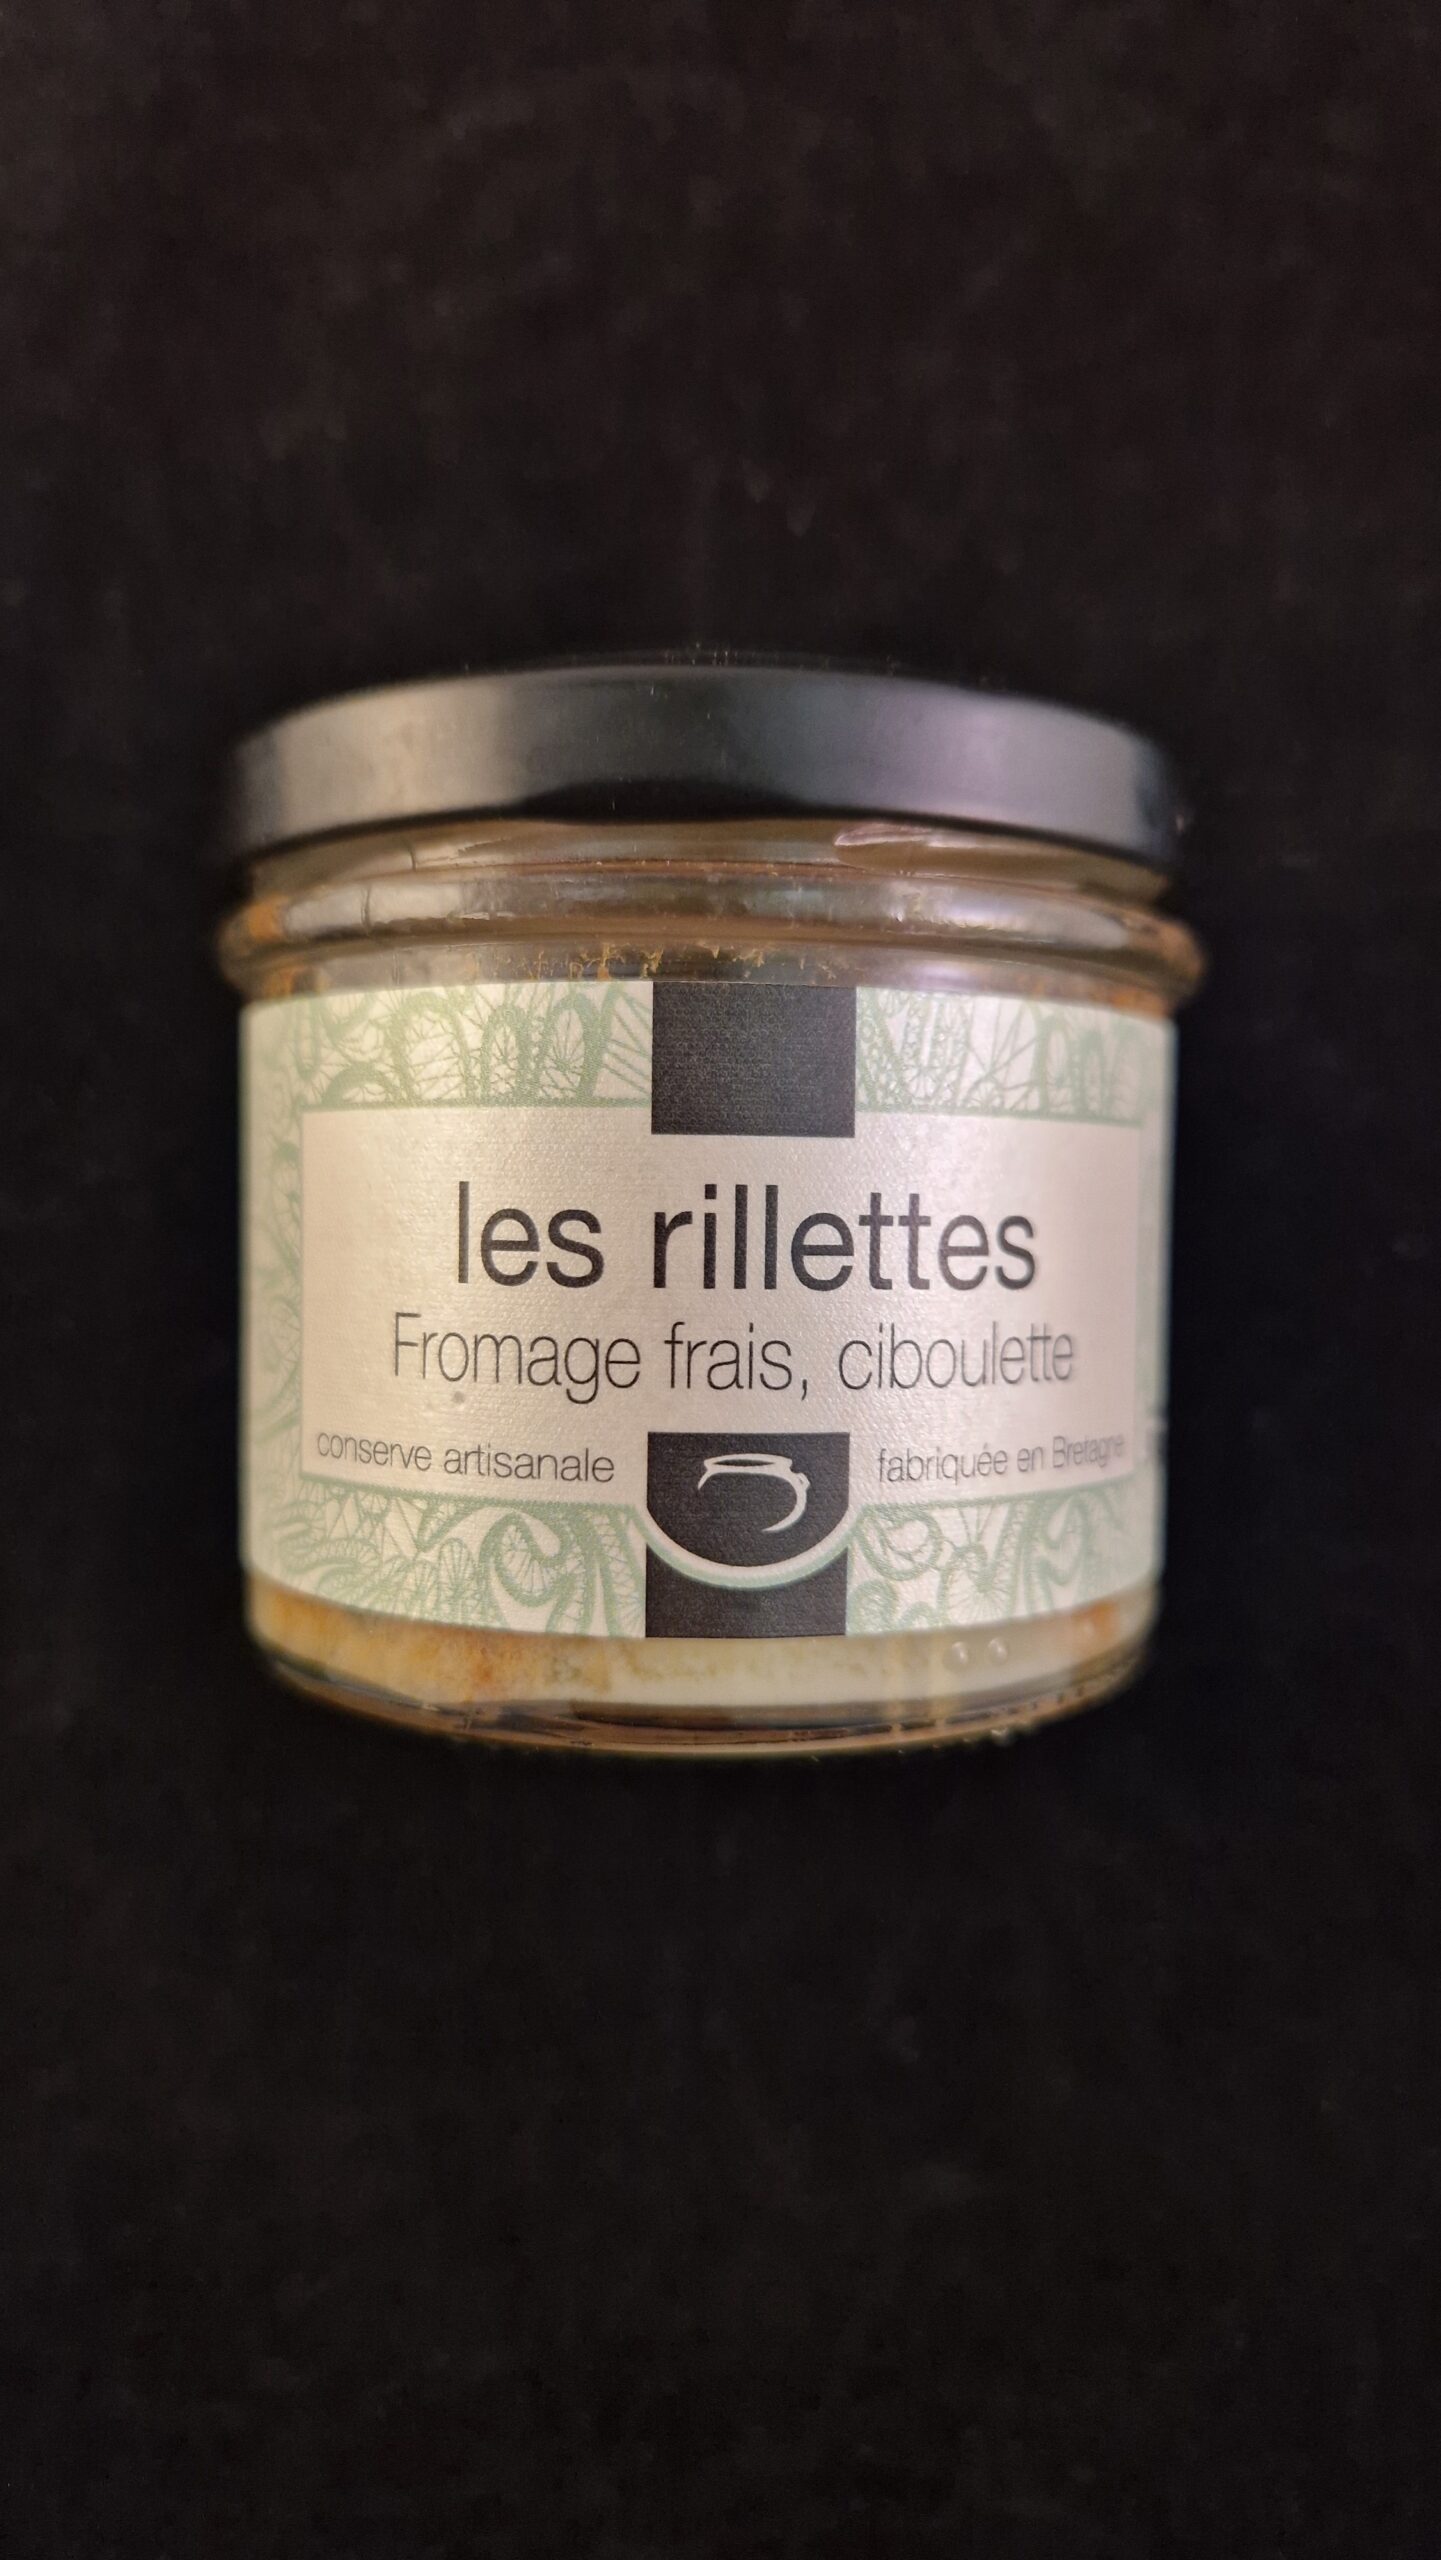 les rillettes
Fromage frais, ciboulette
conserve artisanale
fabriquée en Bretagne